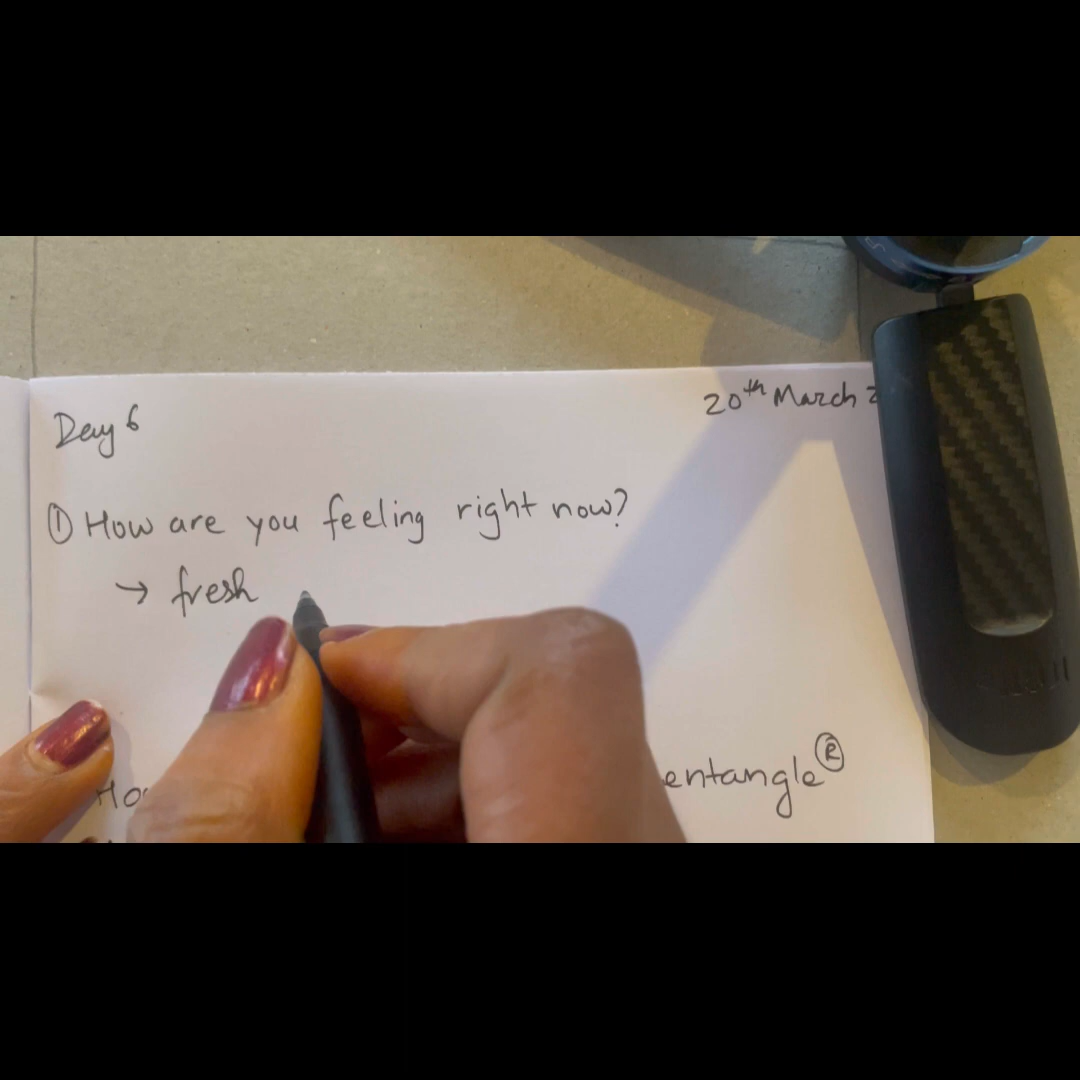 Day 6
20th March
① How are you feeling right now?
→ fresh
entangle®